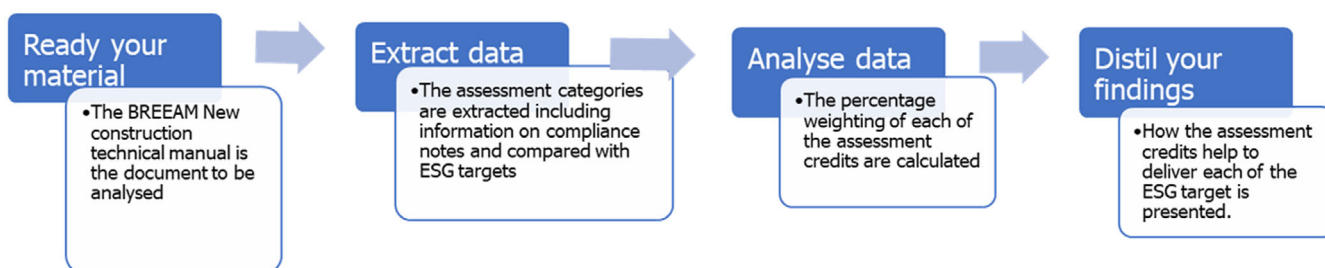 Ready your
material
•The BREEAM New
construction
technical manual is
the document to be
analysed
Extract data
•The assessment categories
are extracted including
information on compliance
notes and compared with
ESG targets
Analyse data
•The percentage
weighting of each of
the assessment
credits are calculated
Distil your
findings
•How the assessment
credits help to
deliver each of the
ESG target is
presented.